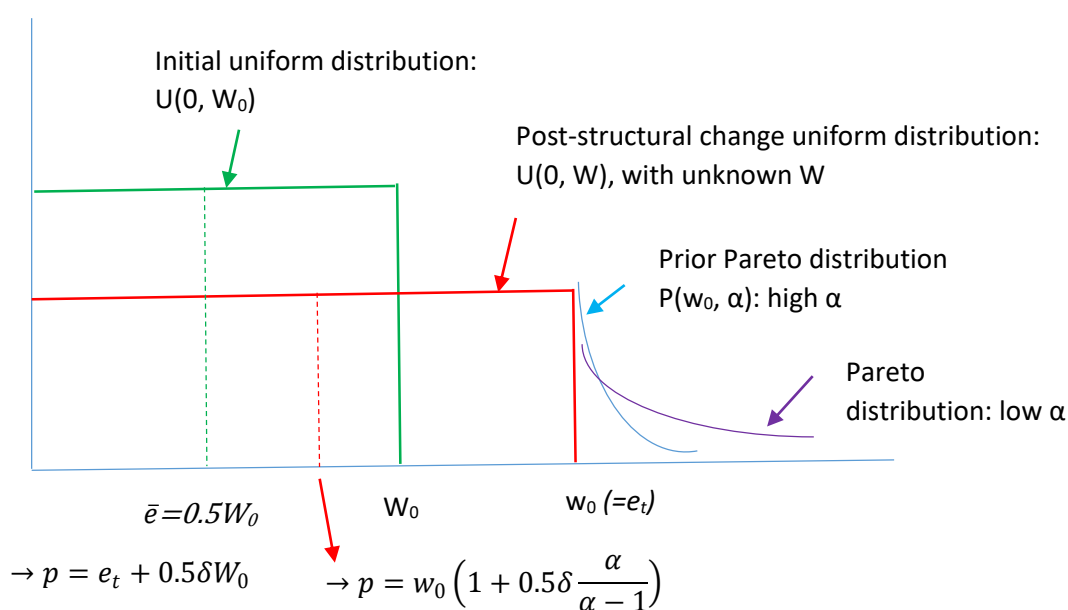 Initial uniform distribution:
U(0, W₀)
Post-structural change uniform distribution:
U(0, W), with unknown W
Prior Pareto distribution
P(w₀, α): high α
Pareto
distribution: low α
ē=0.5W₀
W₀
w₀ (=eₜ)
→ p = eₜ + 0.5δW₀
→ p = w₀ (1 + 0.5δ α/(α − 1))